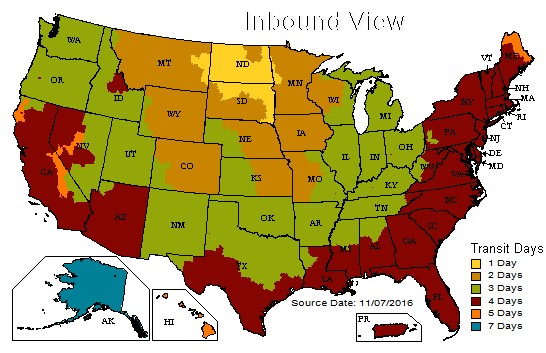 Inbound View
WA
MT
ND
MN
VT
ME
OR
ID
WY
SD
WI
MI
NY
NH
MA
RI
CT
NV
UT
CO
NE
IA
IL
IN
OH
PA
NJ
DE
MD
CA
KS
MO
KY
WV
VA
AZ
NM
OK
AR
TN
NC
SC
TX
LA
MS
AL
GA
FL
AK
HI
PR
Source Date: 11/07/2016
Transit Days
1 Day
2 Days
3 Days
4 Days
5 Days
7 Days